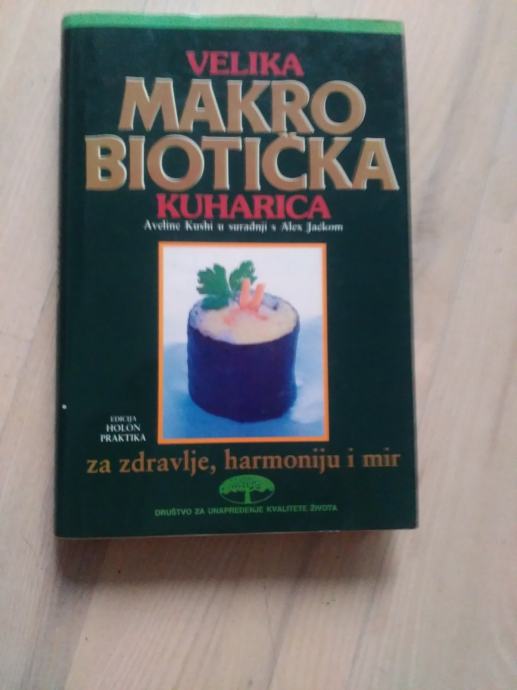 VELIKA
MAKRO
BIOTIČKA
KUHARICA
Aveline Kushi u suradnji s Alex Jackom
EDICIJA
HOLON
PRAKTIKA
za zdravlje, harmoniju i mir
DRUŠTVO ZA UNAPREĐENJE KVALITETE ŽIVOTA